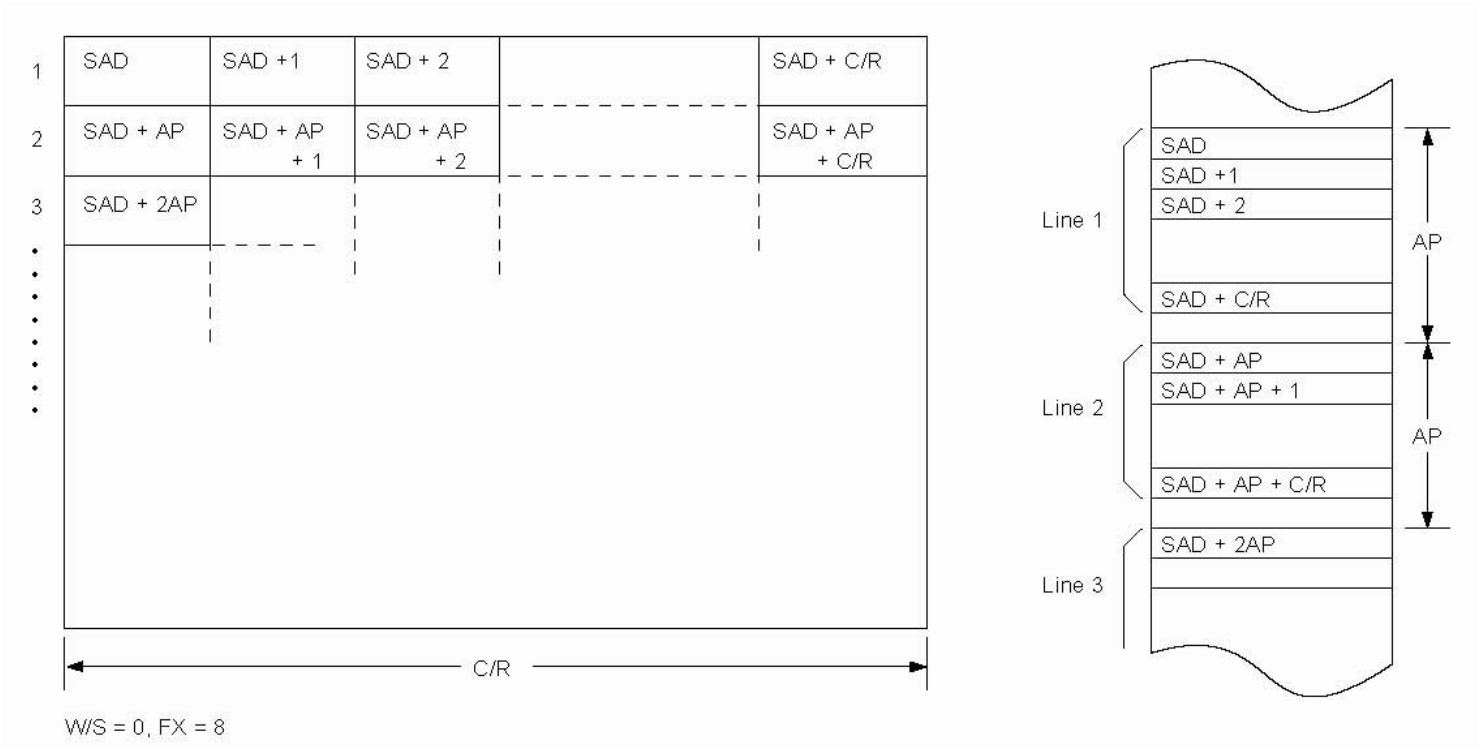 1
SAD
SAD +1
SAD + 2
SAD + C/R
2
SAD + AP
SAD + AP
+ 1
SAD + AP
+ 2
SAD + AP
+ C/R
3
SAD + 2AP
C/R
W/S = 0, FX = 8
Line 1
SAD
SAD +1
SAD + 2
SAD + C/R
AP
Line 2
SAD + AP
SAD + AP + 1
SAD + AP + C/R
AP
Line 3
SAD + 2AP